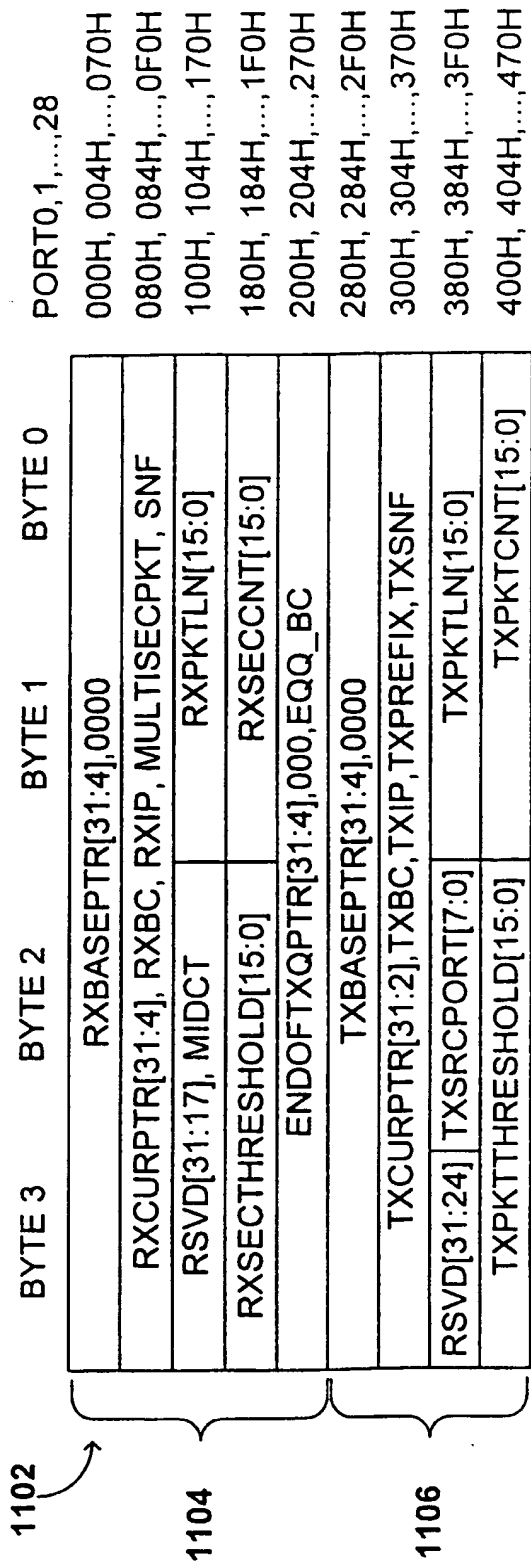 1102
BYTE 3 BYTE 2 BYTE 1 BYTE 0 PORT0,1,...,28
RXBASEPTR[31:4],0000 000H, 004H,...,070H
RXCURPTR[31:4], RXBC, RXIP, MULTISECPKT, SNF 080H, 084H,...,0F0H
RSVD[31:17], MIDCT RXPKTLN[15:0] 100H, 104H,...,170H
1104
RXSECTHRESHOLD[15:0] RXSECCNT[15:0] 180H, 184H,...,1F0H
ENDOFTXQPTR[31:4],000,EQQ_BC 200H, 204H,...,270H
TXBASEPTR[31:4],0000 280H, 284H,...,2F0H
TXCURPTR[31:2],TXBC,TXIP,TXPREFIX,TXSNF 300H, 304H,...,370H
1106
RSVD[31:24] TXSRCPORT[7:0] TXPKTLN[15:0] 380H, 384H,...,3F0H
TXPKTTHRESHOLD[15:0] TXPKTCNT[15:0] 400H, 404H,...,470H